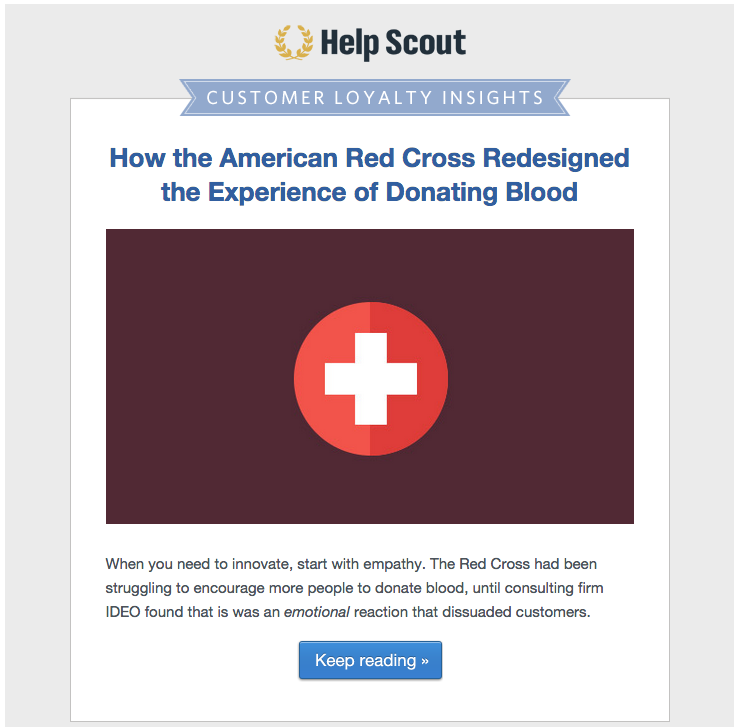 Help Scout
CUSTOMER LOYALTY INSIGHTS
How the American Red Cross Redesigned
the Experience of Donating Blood
When you need to innovate, start with empathy. The Red Cross had been
struggling to encourage more people to donate blood, until consulting firm
IDEO found that is was an emotional reaction that dissuaded customers.
Keep reading »